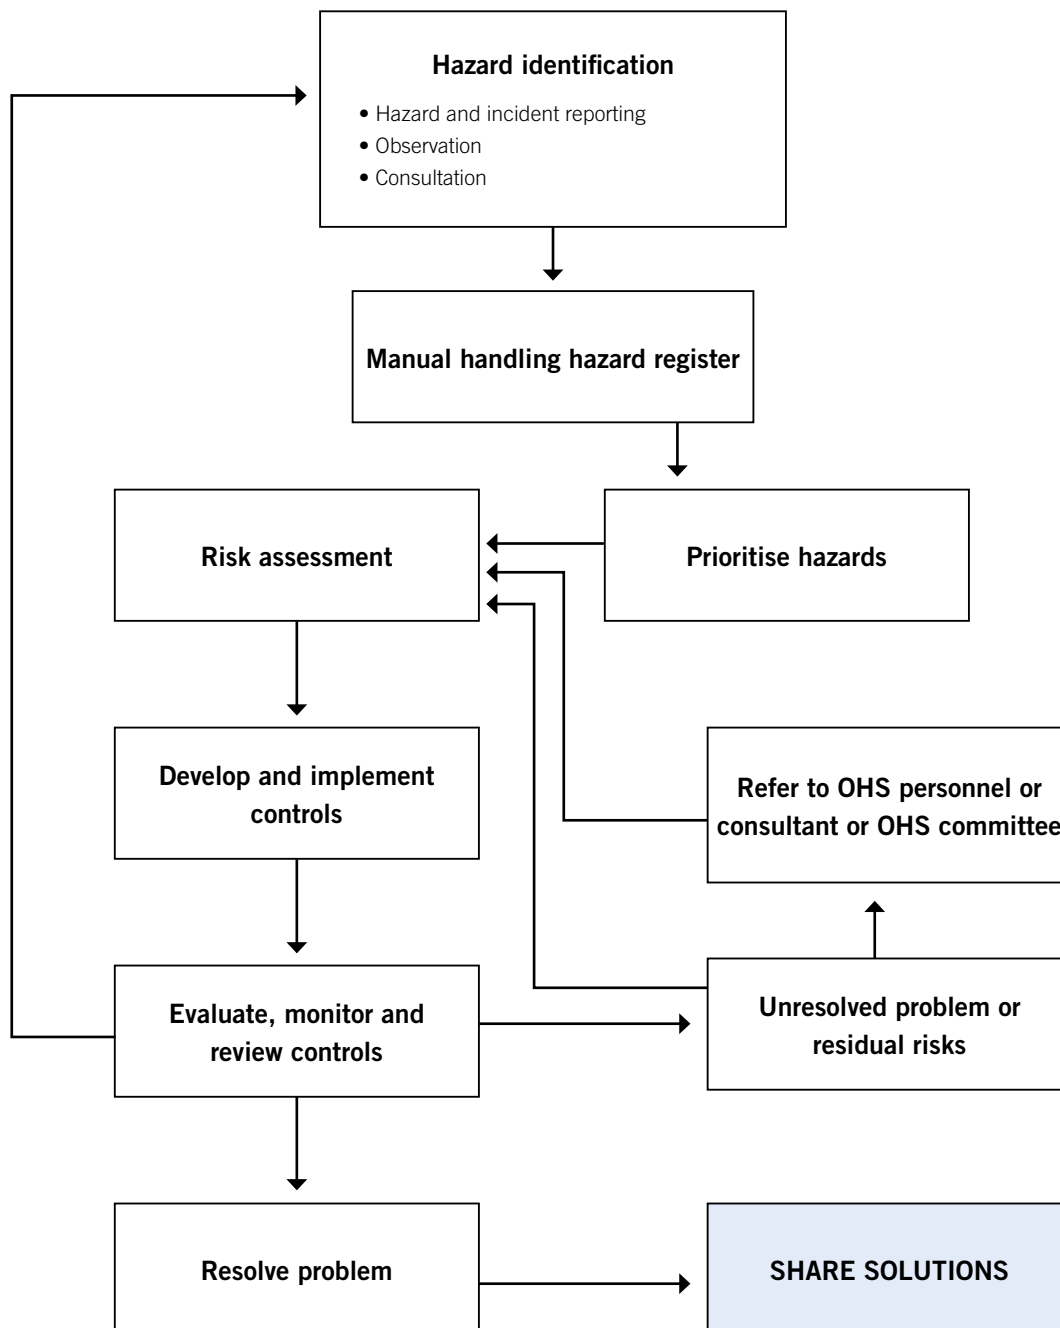 Hazard identification
• Hazard and incident reporting
• Observation
• Consultation
Manual handling hazard register
Risk assessment
Prioritise hazards
Develop and implement
controls
Refer to OHS personnel or
consultant or OHS committee
Evaluate, monitor and
review controls
Unresolved problem or
residual risks
Resolve problem
SHARE SOLUTIONS